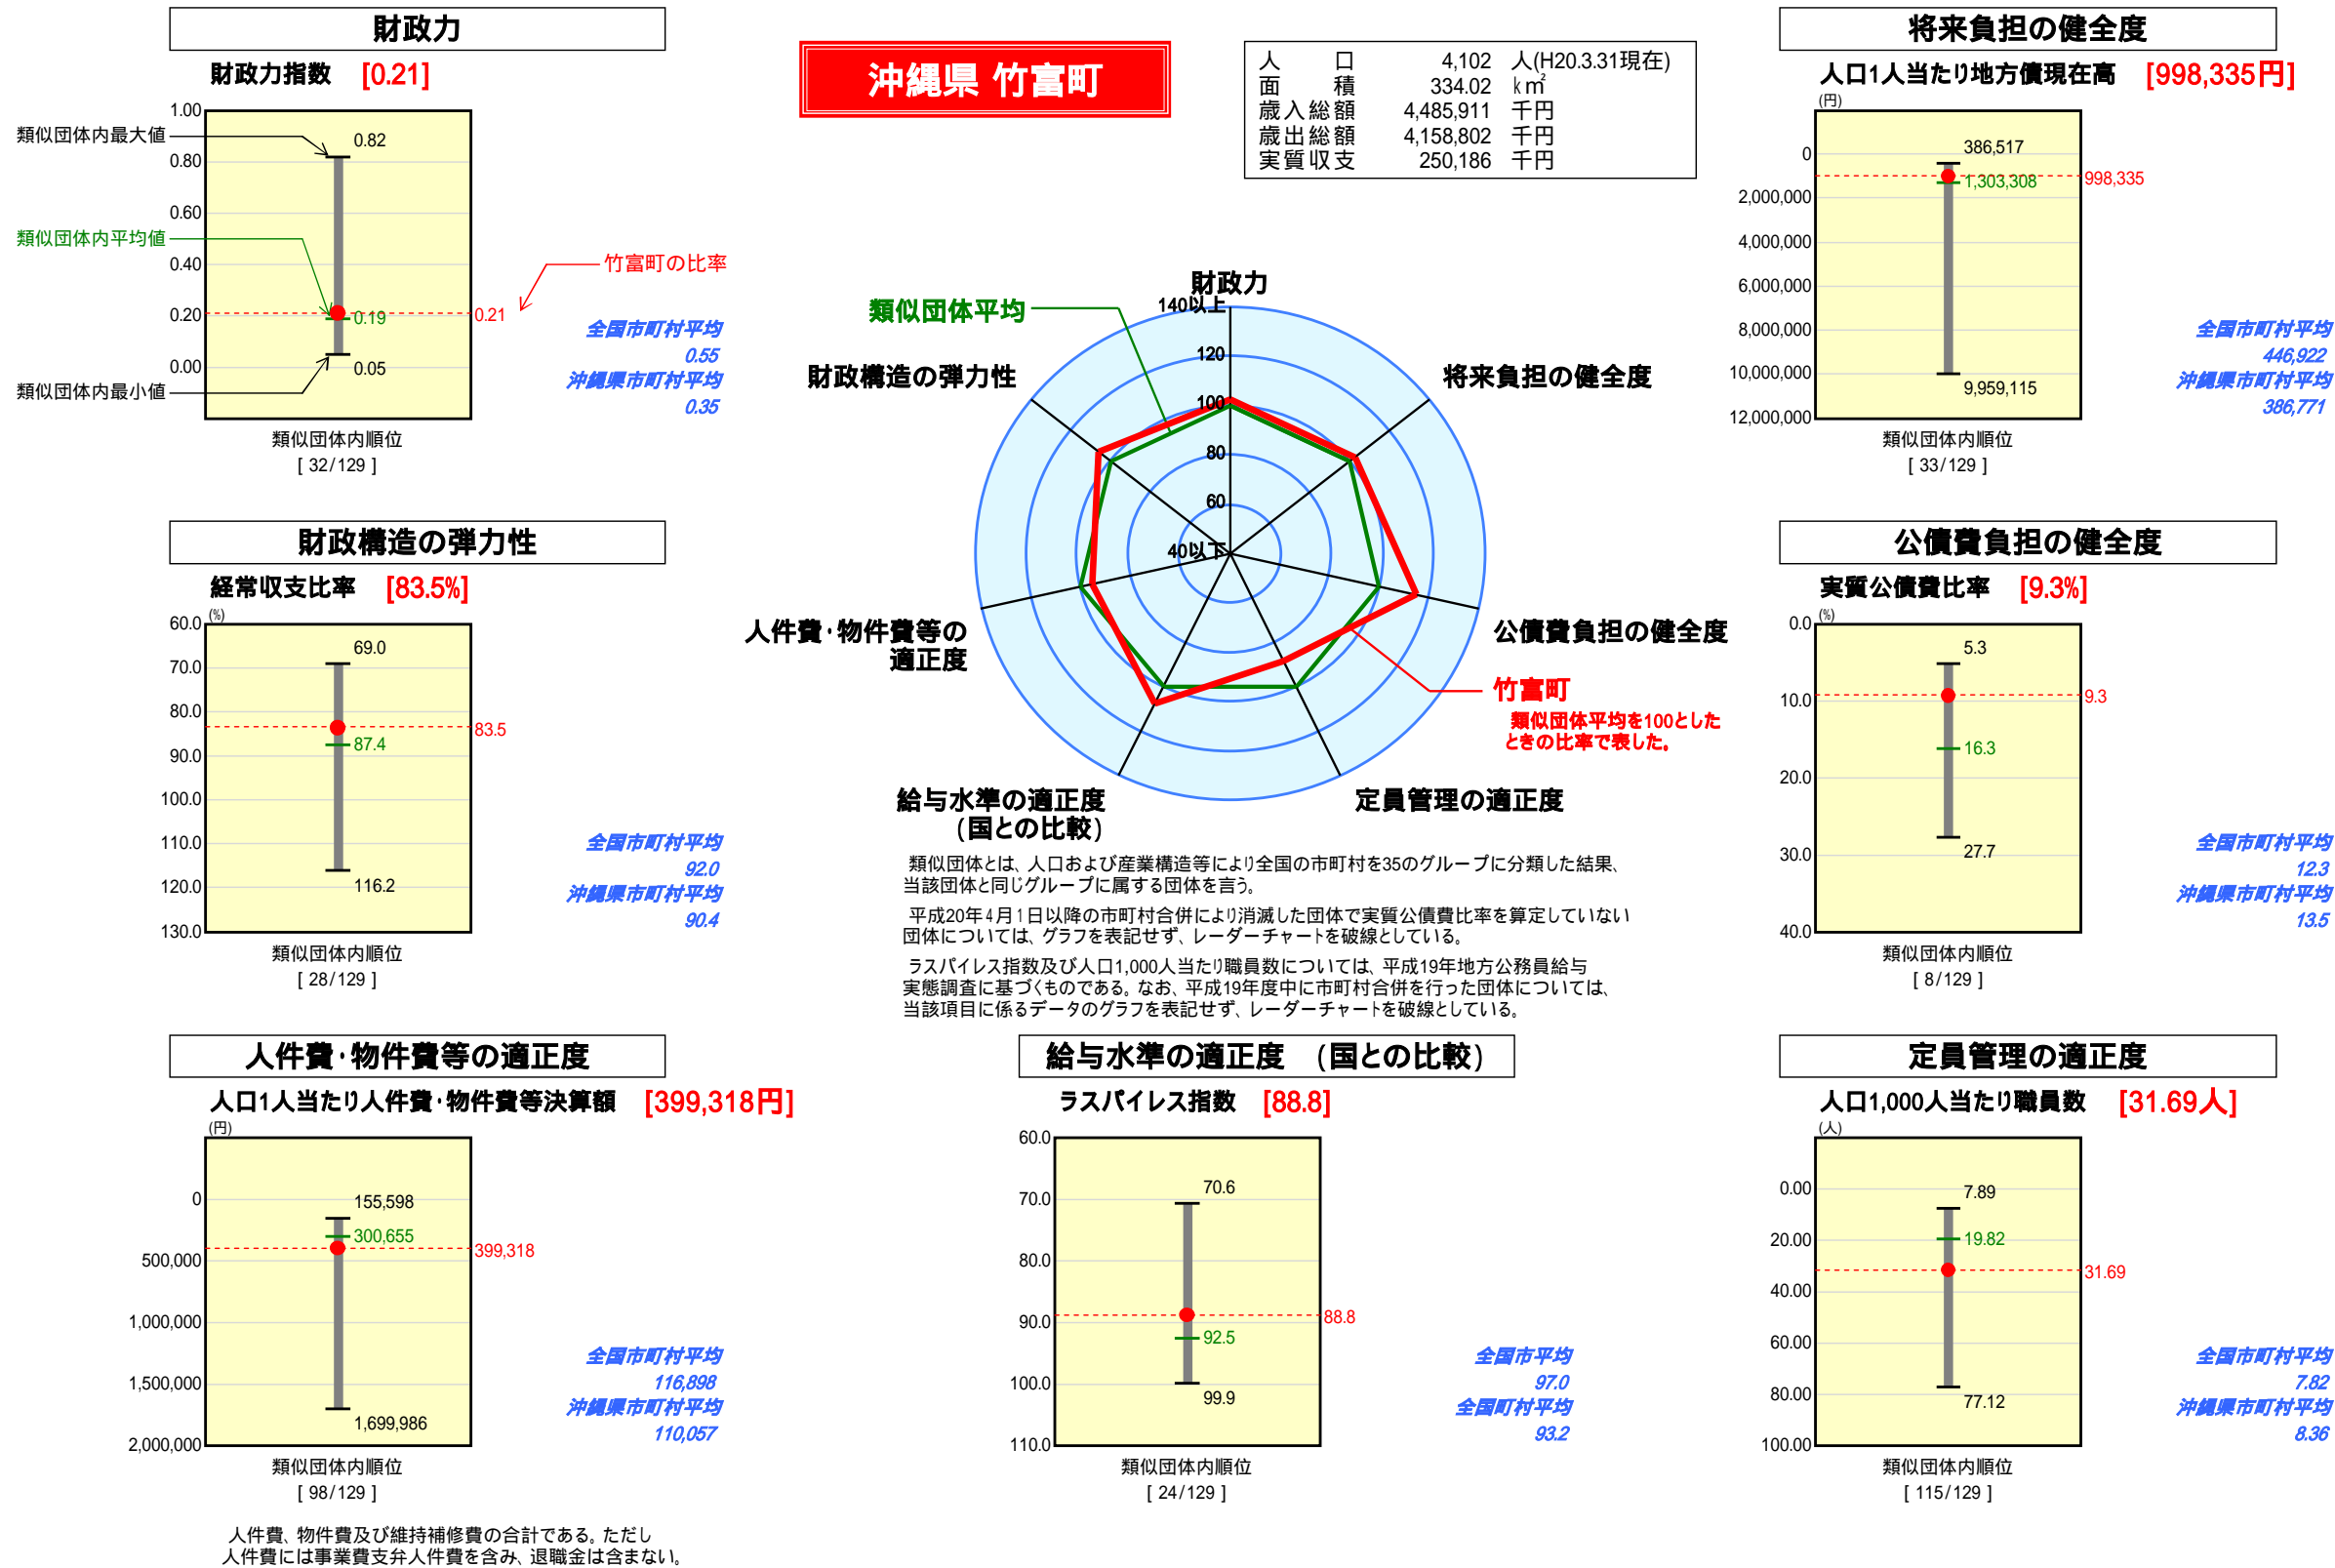 財政力
財政力指数 [0.21]
1.00
0.80
0.60
0.40
0.20
0.00
類似団体内最大値
類似団体内平均値
類似団体内最小値
0.82
0.19
0.05
0.21
竹富町の比率
全国市町村平均
0.55
沖縄県市町村平均
0.35
類似団体内順位
[ 32/129 ]
沖縄県 竹富町
人口 4,102 人(H20.3.31現在)
面積 334.02 k㎡
歳入総額 4,485,911 千円
歳出総額 4,158,802 千円
実質収支 250,186 千円
将来負担の健全度
人口1人当たり地方債現在高 [998,335円]
(円)
0
2,000,000
4,000,000
6,000,000
8,000,000
10,000,000
12,000,000
386,517
1,303,308
9,959,115
998,335
全国市町村平均
446,922
沖縄県市町村平均
386,771
類似団体内順位
[ 33/129 ]
財政構造の弾力性
経常収支比率 [83.5%]
(%)
60.0
70.0
80.0
90.0
100.0
110.0
120.0
130.0
69.0
87.4
116.2
83.5
全国市町村平均
92.0
沖縄県市町村平均
90.4
類似団体内順位
[ 28/129 ]
財政力
類似団体平均
140以上
120
100
80
60
40以下
財政構造の弾力性
将来負担の健全度
人件費・物件費等の
適正度
公債費負担の健全度
竹富町
類似団体平均を100とした
ときの比率で表した。
給与水準の適正度
(国との比較)
定員管理の適正度
類似団体とは、人口および産業構造等により全国の市町村を35のグループに分類した結果、
当該団体と同じグループに属する団体を言う。
平成20年4月1日以降の市町村合併により消滅した団体で実質公債費比率を算定していない
団体については、グラフを表記せず、レーダーチャートを破線としている。
ラスパイレス指数及び人口1,000人当たり職員数については、平成19年地方公務員給与
実態調査に基づくものである。なお、平成19年度中に市町村合併を行った団体については、
当該項目に係るデータのグラフを表記せず、レーダーチャートを破線としている。
公債費負担の健全度
実質公債費比率 [9.3%]
(%)
0.0
10.0
20.0
30.0
40.0
5.3
16.3
27.7
9.3
全国市町村平均
12.3
沖縄県市町村平均
13.5
類似団体内順位
[ 8/129 ]
人件費・物件費等の適正度
人口1人当たり人件費・物件費等決算額 [399,318円]
(円)
0
500,000
1,000,000
1,500,000
2,000,000
155,598
300,655
1,699,986
399,318
全国市町村平均
116,898
沖縄県市町村平均
110,057
類似団体内順位
[ 98/129 ]
人件費、物件費及び維持補修費の合計である。ただし
人件費には事業費支弁人件費を含み、退職金は含まない。
給与水準の適正度 (国との比較)
ラスパイレス指数 [88.8]
60.0
70.0
80.0
90.0
100.0
110.0
70.6
92.5
99.9
88.8
全国市平均
97.0
全国町村平均
93.2
類似団体内順位
[ 24/129 ]
定員管理の適正度
人口1,000人当たり職員数 [31.69人]
(人)
0.00
20.00
40.00
60.00
80.00
100.00
7.89
19.82
77.12
31.69
全国市町村平均
7.82
沖縄県市町村平均
8.36
類似団体内順位
[ 115/129 ]